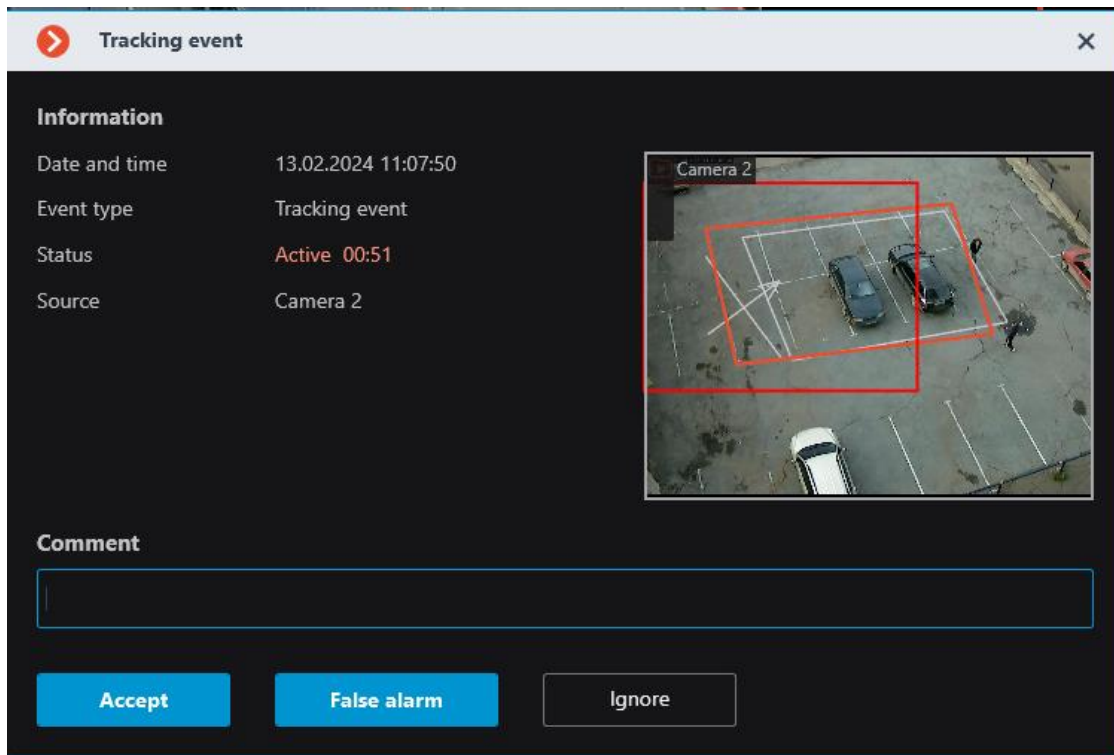 Tracking event
Information
Date and time 13.02.2024 11:07:50
Event type Tracking event
Status Active 00:51
Source Camera 2
Camera 2
Comment
Accept False alarm Ignore